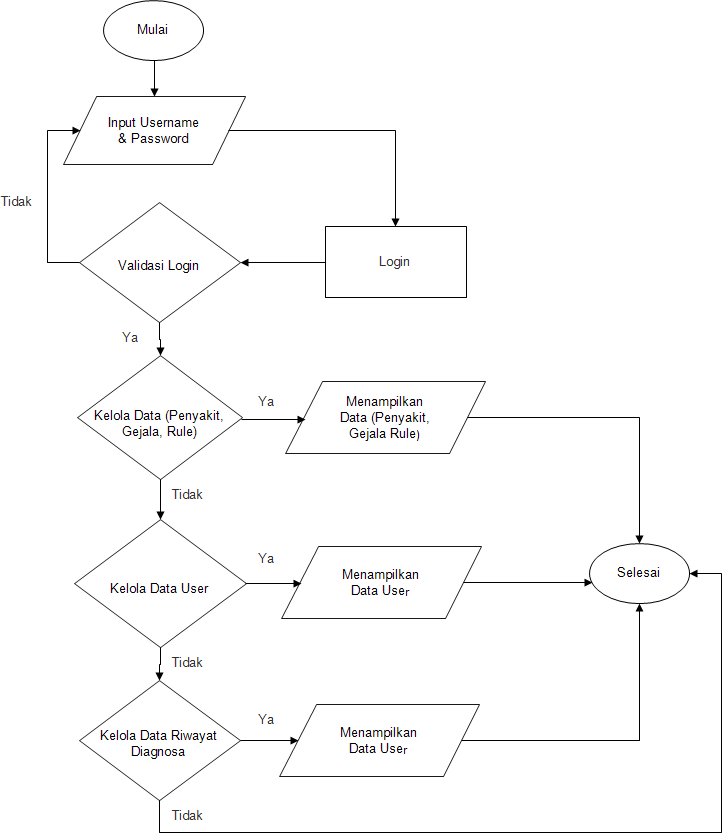 Mulai
Input Username
& Password
Tidak
Validasi Login
Login
Ya
Kelola Data (Penyakit,
Gejala, Rule)
Ya
Menampilkan
Data (Penyakit,
Gejala Rule)
Tidak
Kelola Data User
Ya
Menampilkan
Data User
Selesai
Tidak
Kelola Data Riwayat
Diagnosa
Ya
Menampilkan
Data User
Tidak